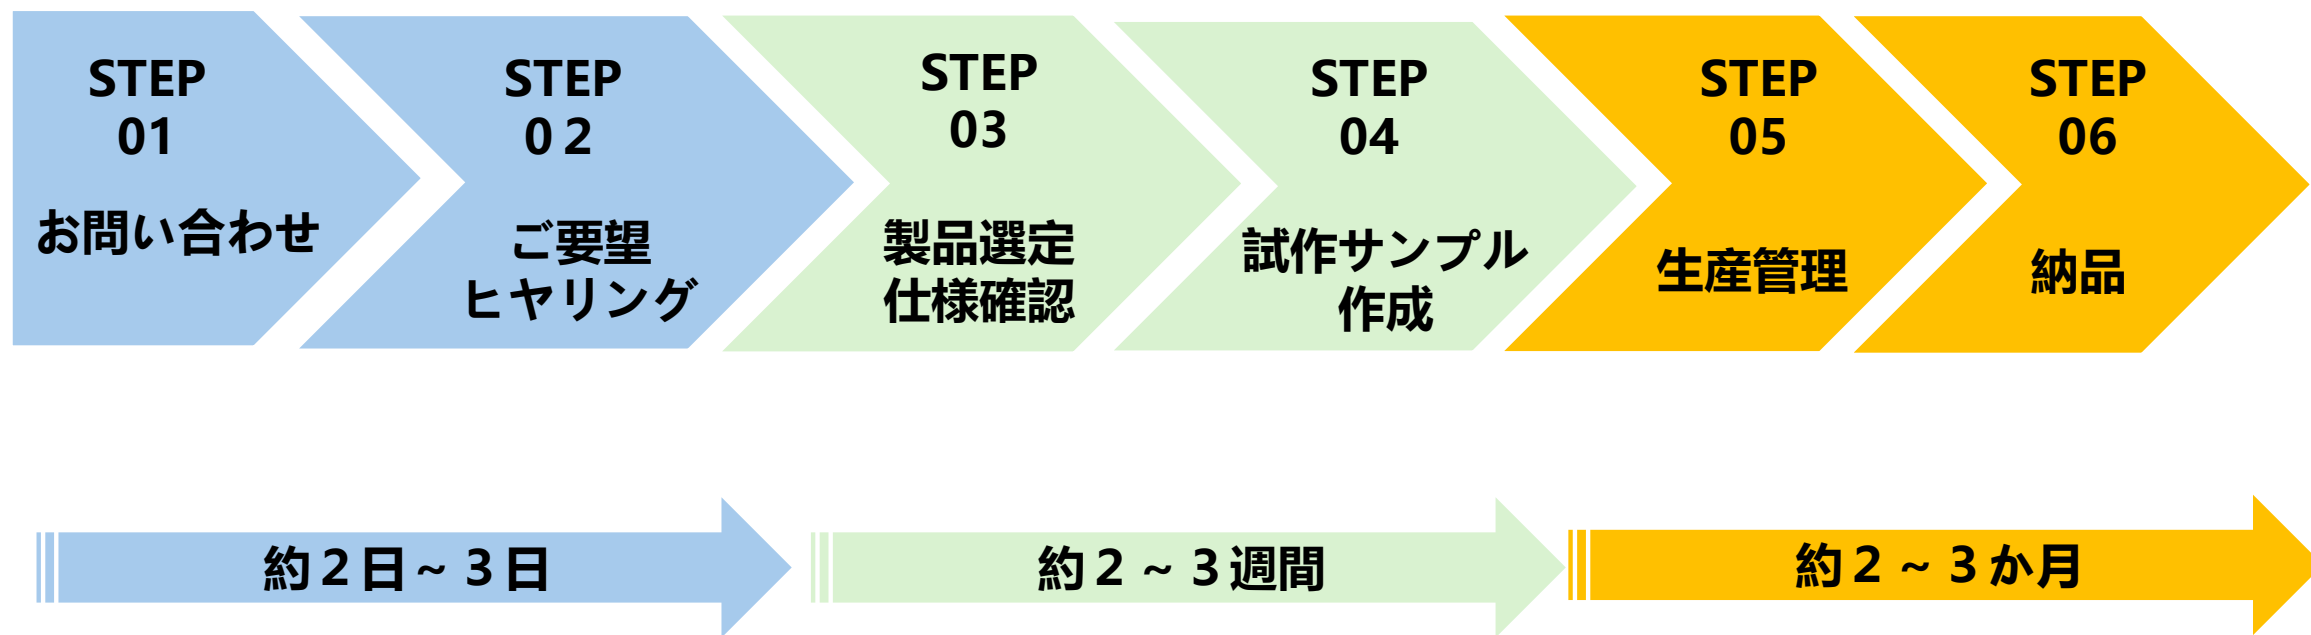 STEP
01
お問い合わせ
STEP
０２
ご要望
ヒヤリング
STEP
03
製品選定
仕様確認
STEP
04
試作サンプル
作成
STEP
05
生産管理
STEP
06
納品
約２日～３日
約２～３週間
約２～３か月